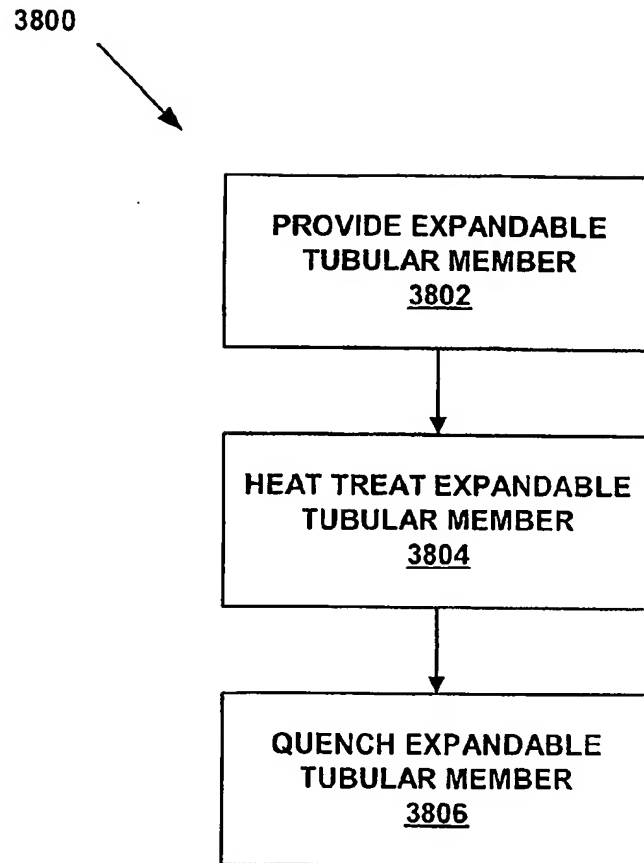 3800
PROVIDE EXPANDABLE
TUBULAR MEMBER
3802
HEAT TREAT EXPANDABLE
TUBULAR MEMBER
3804
QUENCH EXPANDABLE
TUBULAR MEMBER
3806